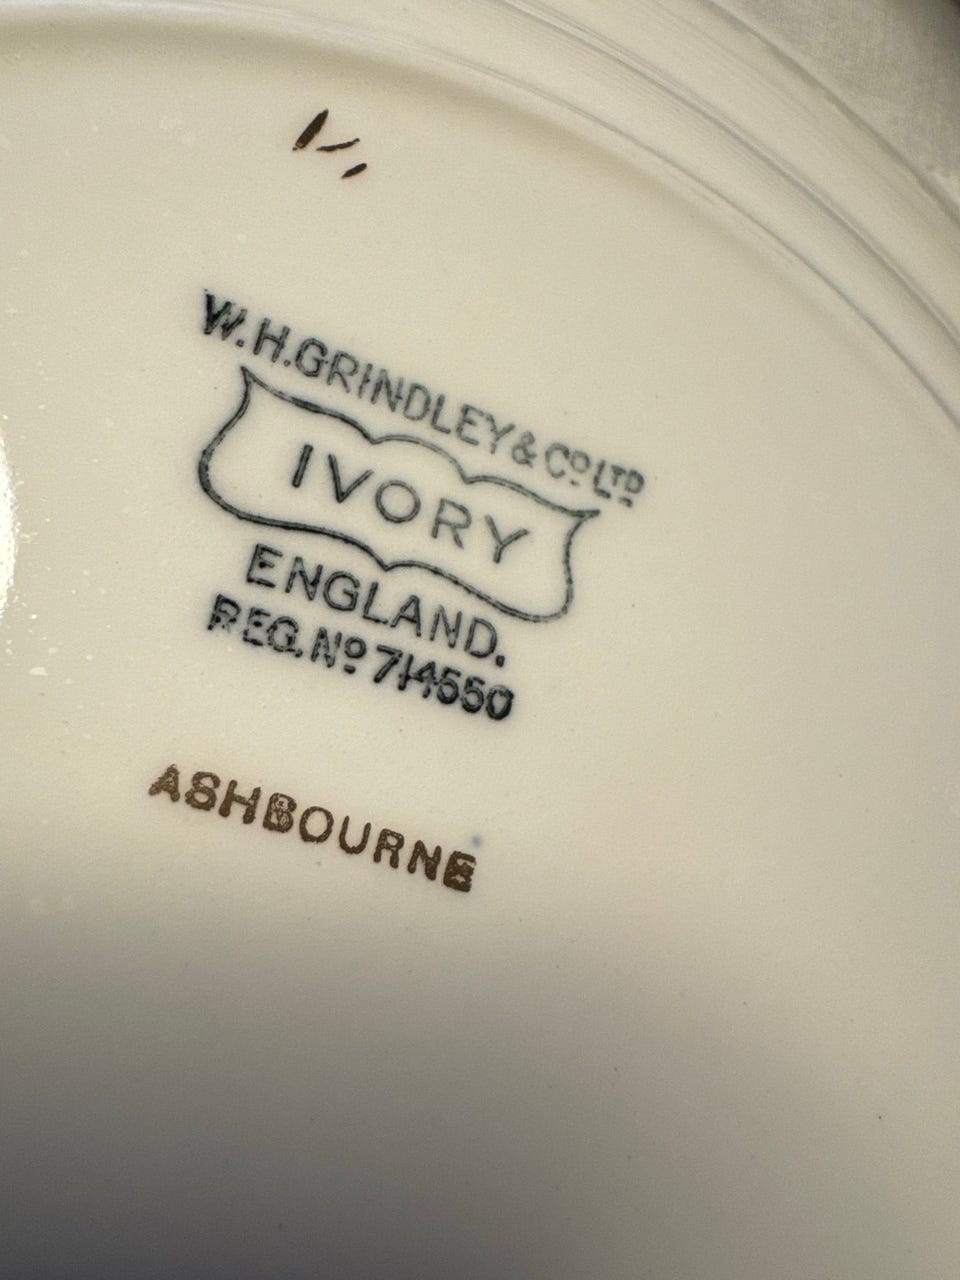 W.H.GRINDLEY & Cº LTD
IVORY
ENGLAND.
REG. Nº 714550
ASHBOURNE